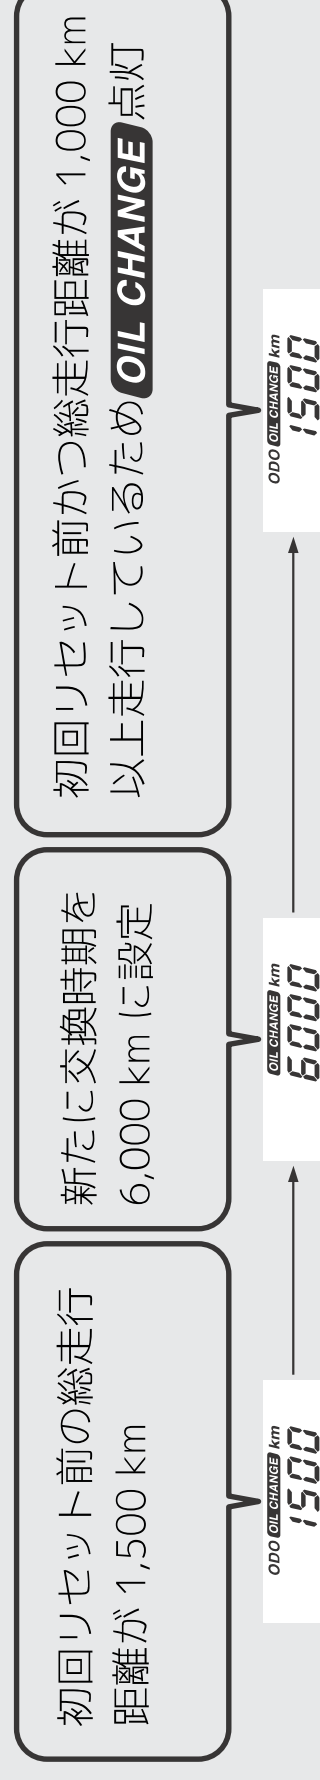 初回リセット前の総走行
距離が 1,500 km
ODO OIL CHANGE km
1500
新たに交換時期を
6,000 km に設定
OIL CHANGE km
6000
初回リセット前かつ総走行距離が 1,000 km
以上走行しているため OIL CHANGE 点灯
ODO OIL CHANGE km
1500